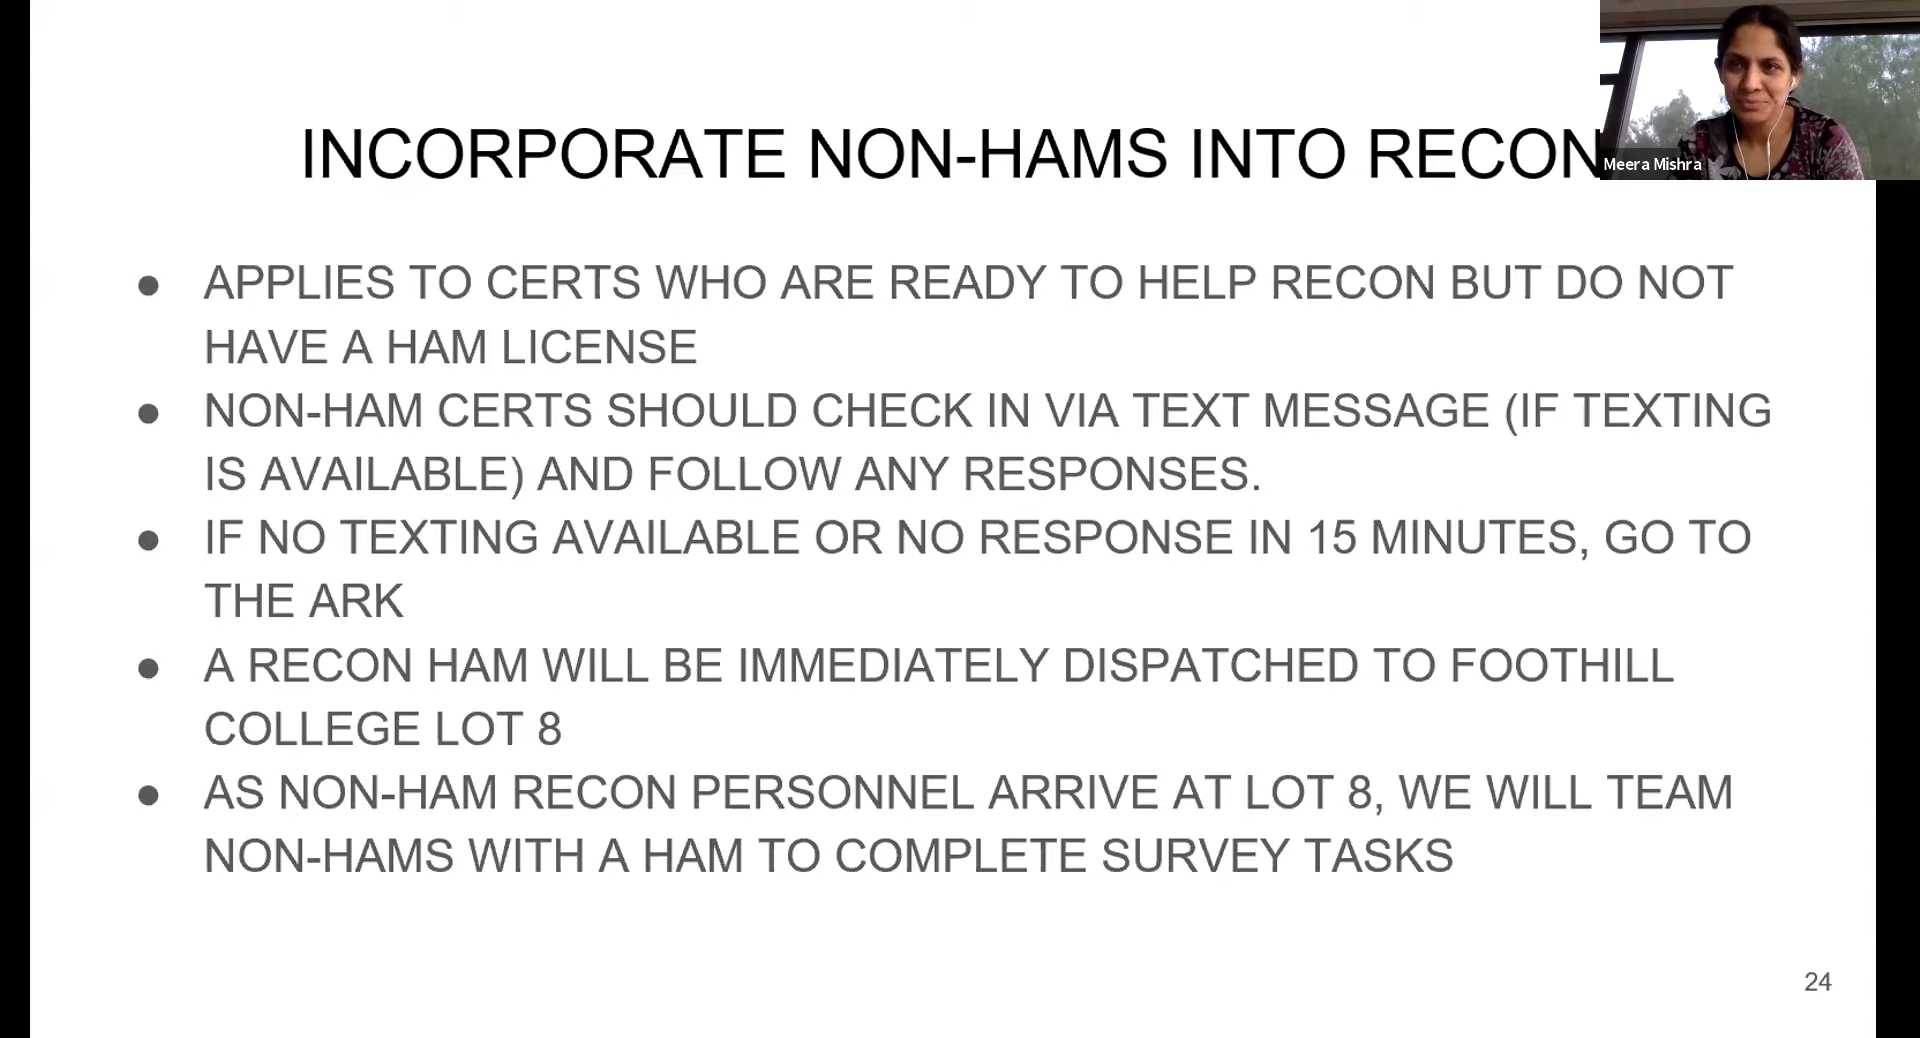 INCORPORATE NON-HAMS INTO RECON
Meera Mishra
● APPLIES TO CERTS WHO ARE READY TO HELP RECON BUT DO NOT
HAVE A HAM LICENSE
● NON-HAM CERTS SHOULD CHECK IN VIA TEXT MESSAGE (IF TEXTING
IS AVAILABLE) AND FOLLOW ANY RESPONSES.
● IF NO TEXTING AVAILABLE OR NO RESPONSE IN 15 MINUTES, GO TO
THE ARK
● A RECON HAM WILL BE IMMEDIATELY DISPATCHED TO FOOTHILL
COLLEGE LOT 8
● AS NON-HAM RECON PERSONNEL ARRIVE AT LOT 8, WE WILL TEAM
NON-HAMS WITH A HAM TO COMPLETE SURVEY TASKS
24